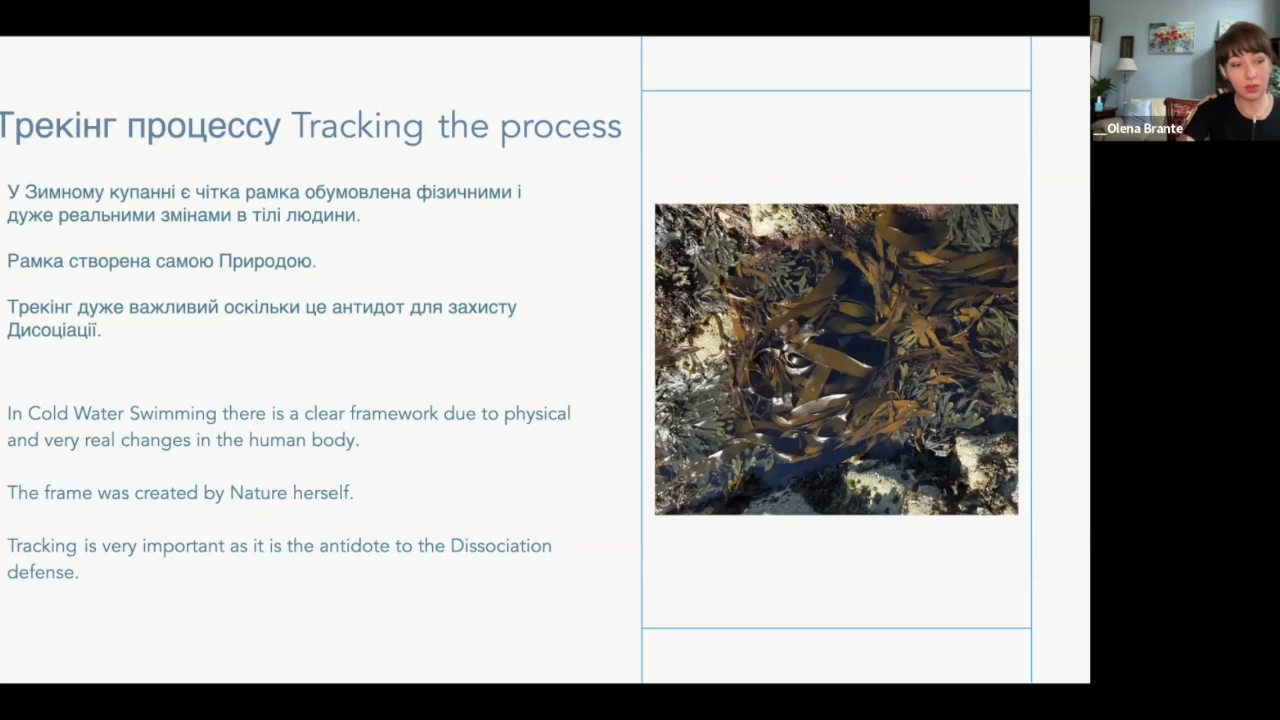 Трекінг процессу Tracking the process
У Зимному купанні є чітка рамка обумовлена фізичними і
дуже реальними змінами в тілі людини.
Рамка створена самою Природою.
Трекінг дуже важливий оскільки це антидот для захисту
Дисоціації.
In Cold Water Swimming there is a clear framework due to physical
and very real changes in the human body.
The frame was created by Nature herself.
Tracking is very important as it is the antidote to the Dissociation
defense.
__Olena Brante